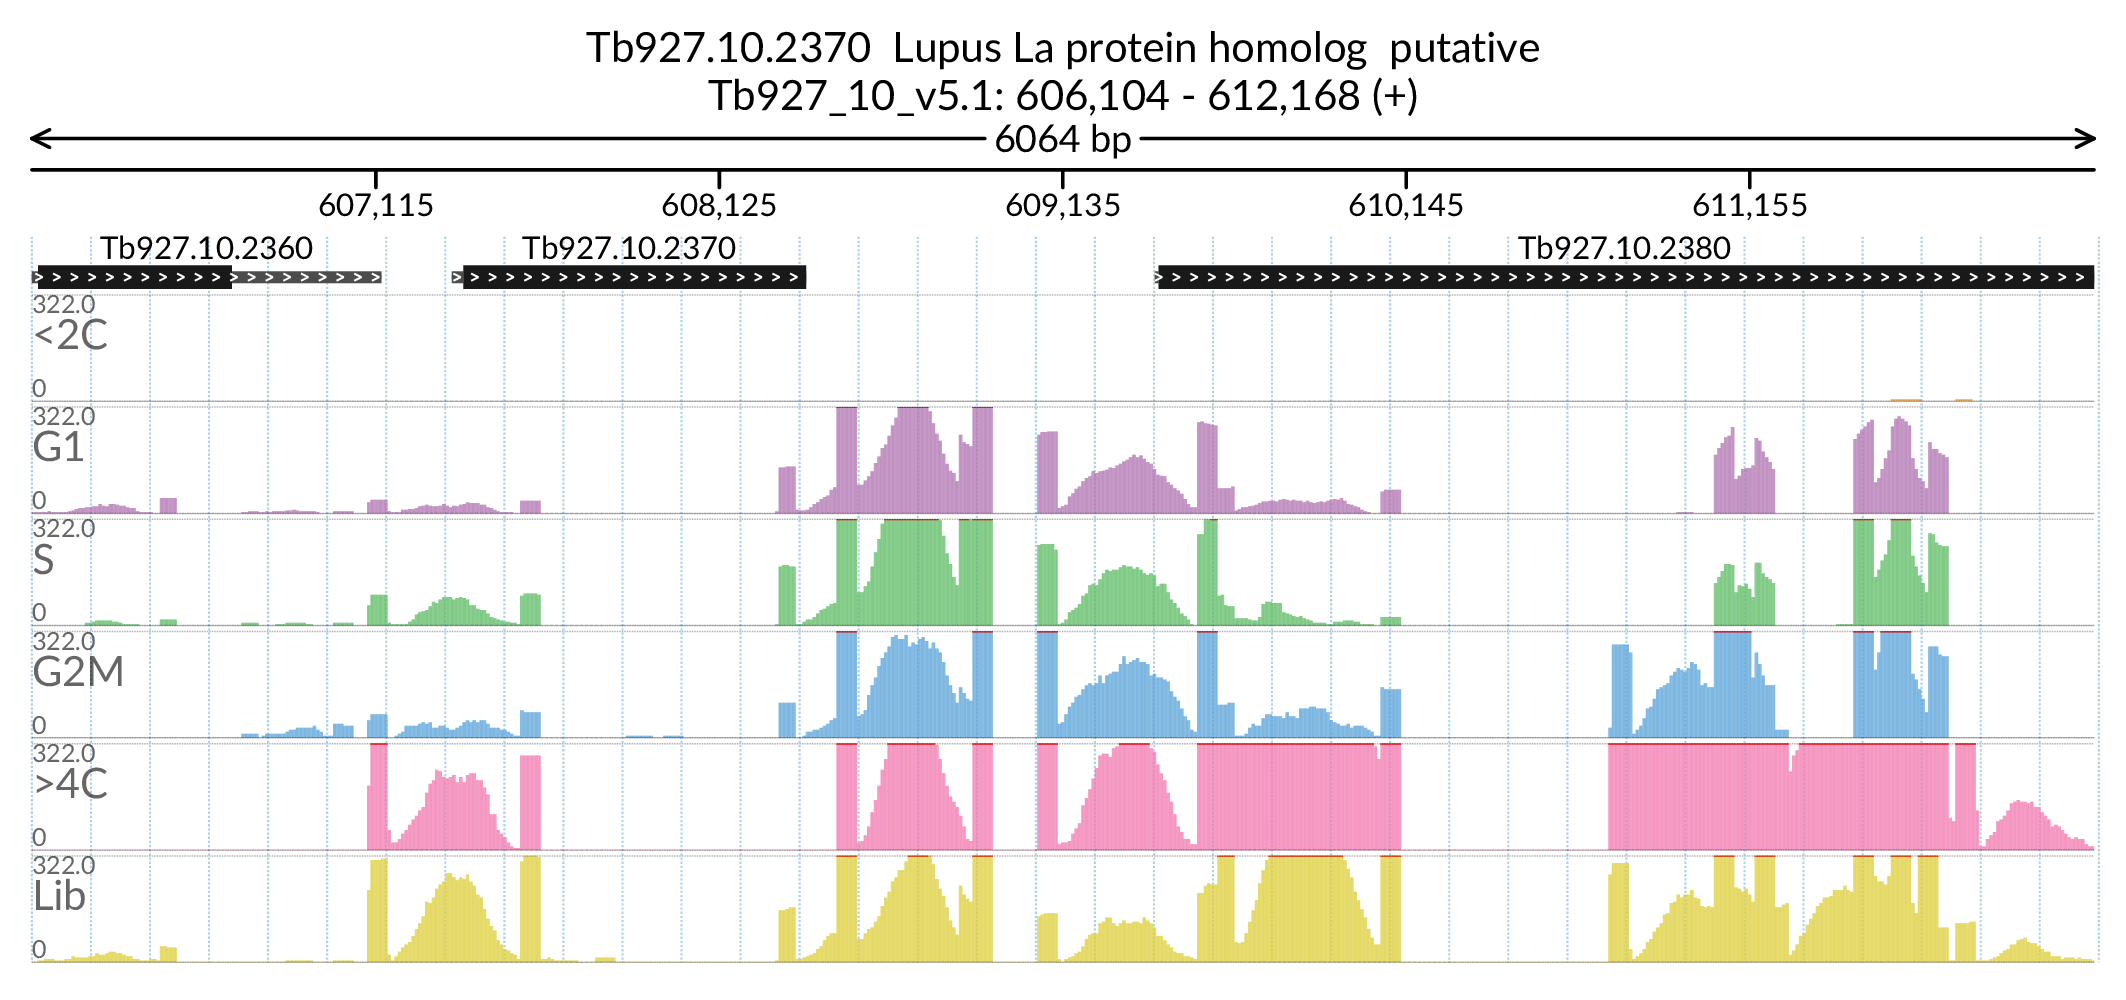 Tb927.10.2370  Lupus La protein homolog  putative
Tb927_10_v5.1: 606,104 - 612,168 (+)
6064 bp
607,115 608,125 609,135 610,145 611,155
Tb927.10.2360 Tb927.10.2370 Tb927.10.2380
322.0
<2C
0
322.0
G1
0
322.0
S
0
322.0
G2M
0
322.0
>4C
0
322.0
Lib
0